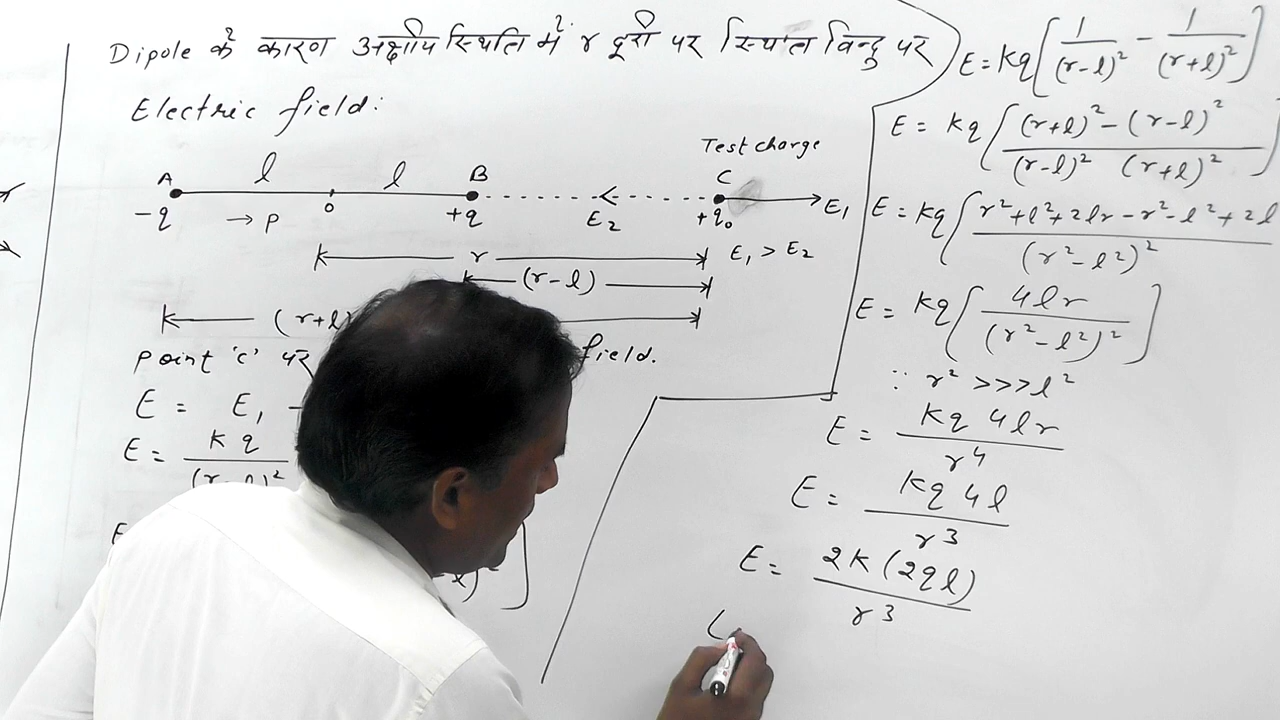 Dipole के कारण अक्षीय स्थिति में r दूरी पर स्थित बिन्दु पर
Electric field:
Test charge
l l
A B C
-q → P o +q E2 +q₀ E₁
r E₁ > E₂
(r-l)
(r+l)
Point 'c' पर field.
E = E₁ -
E = Kq
E = Kq[1/(r-l)² - 1/(r+l)²]
E = Kq[(r+l)² - (r-l)² / (r-l)² (r+l)²]
E = Kq[r²+l²+2lr-r²-l²+2l / (r²-l²)²]
E = Kq[4lr / (r²-l²)²]
∵ r² >>> l²
E = Kq 4lr / r⁴
E = Kq 4l / r³
E = 2K(2ql) / r³